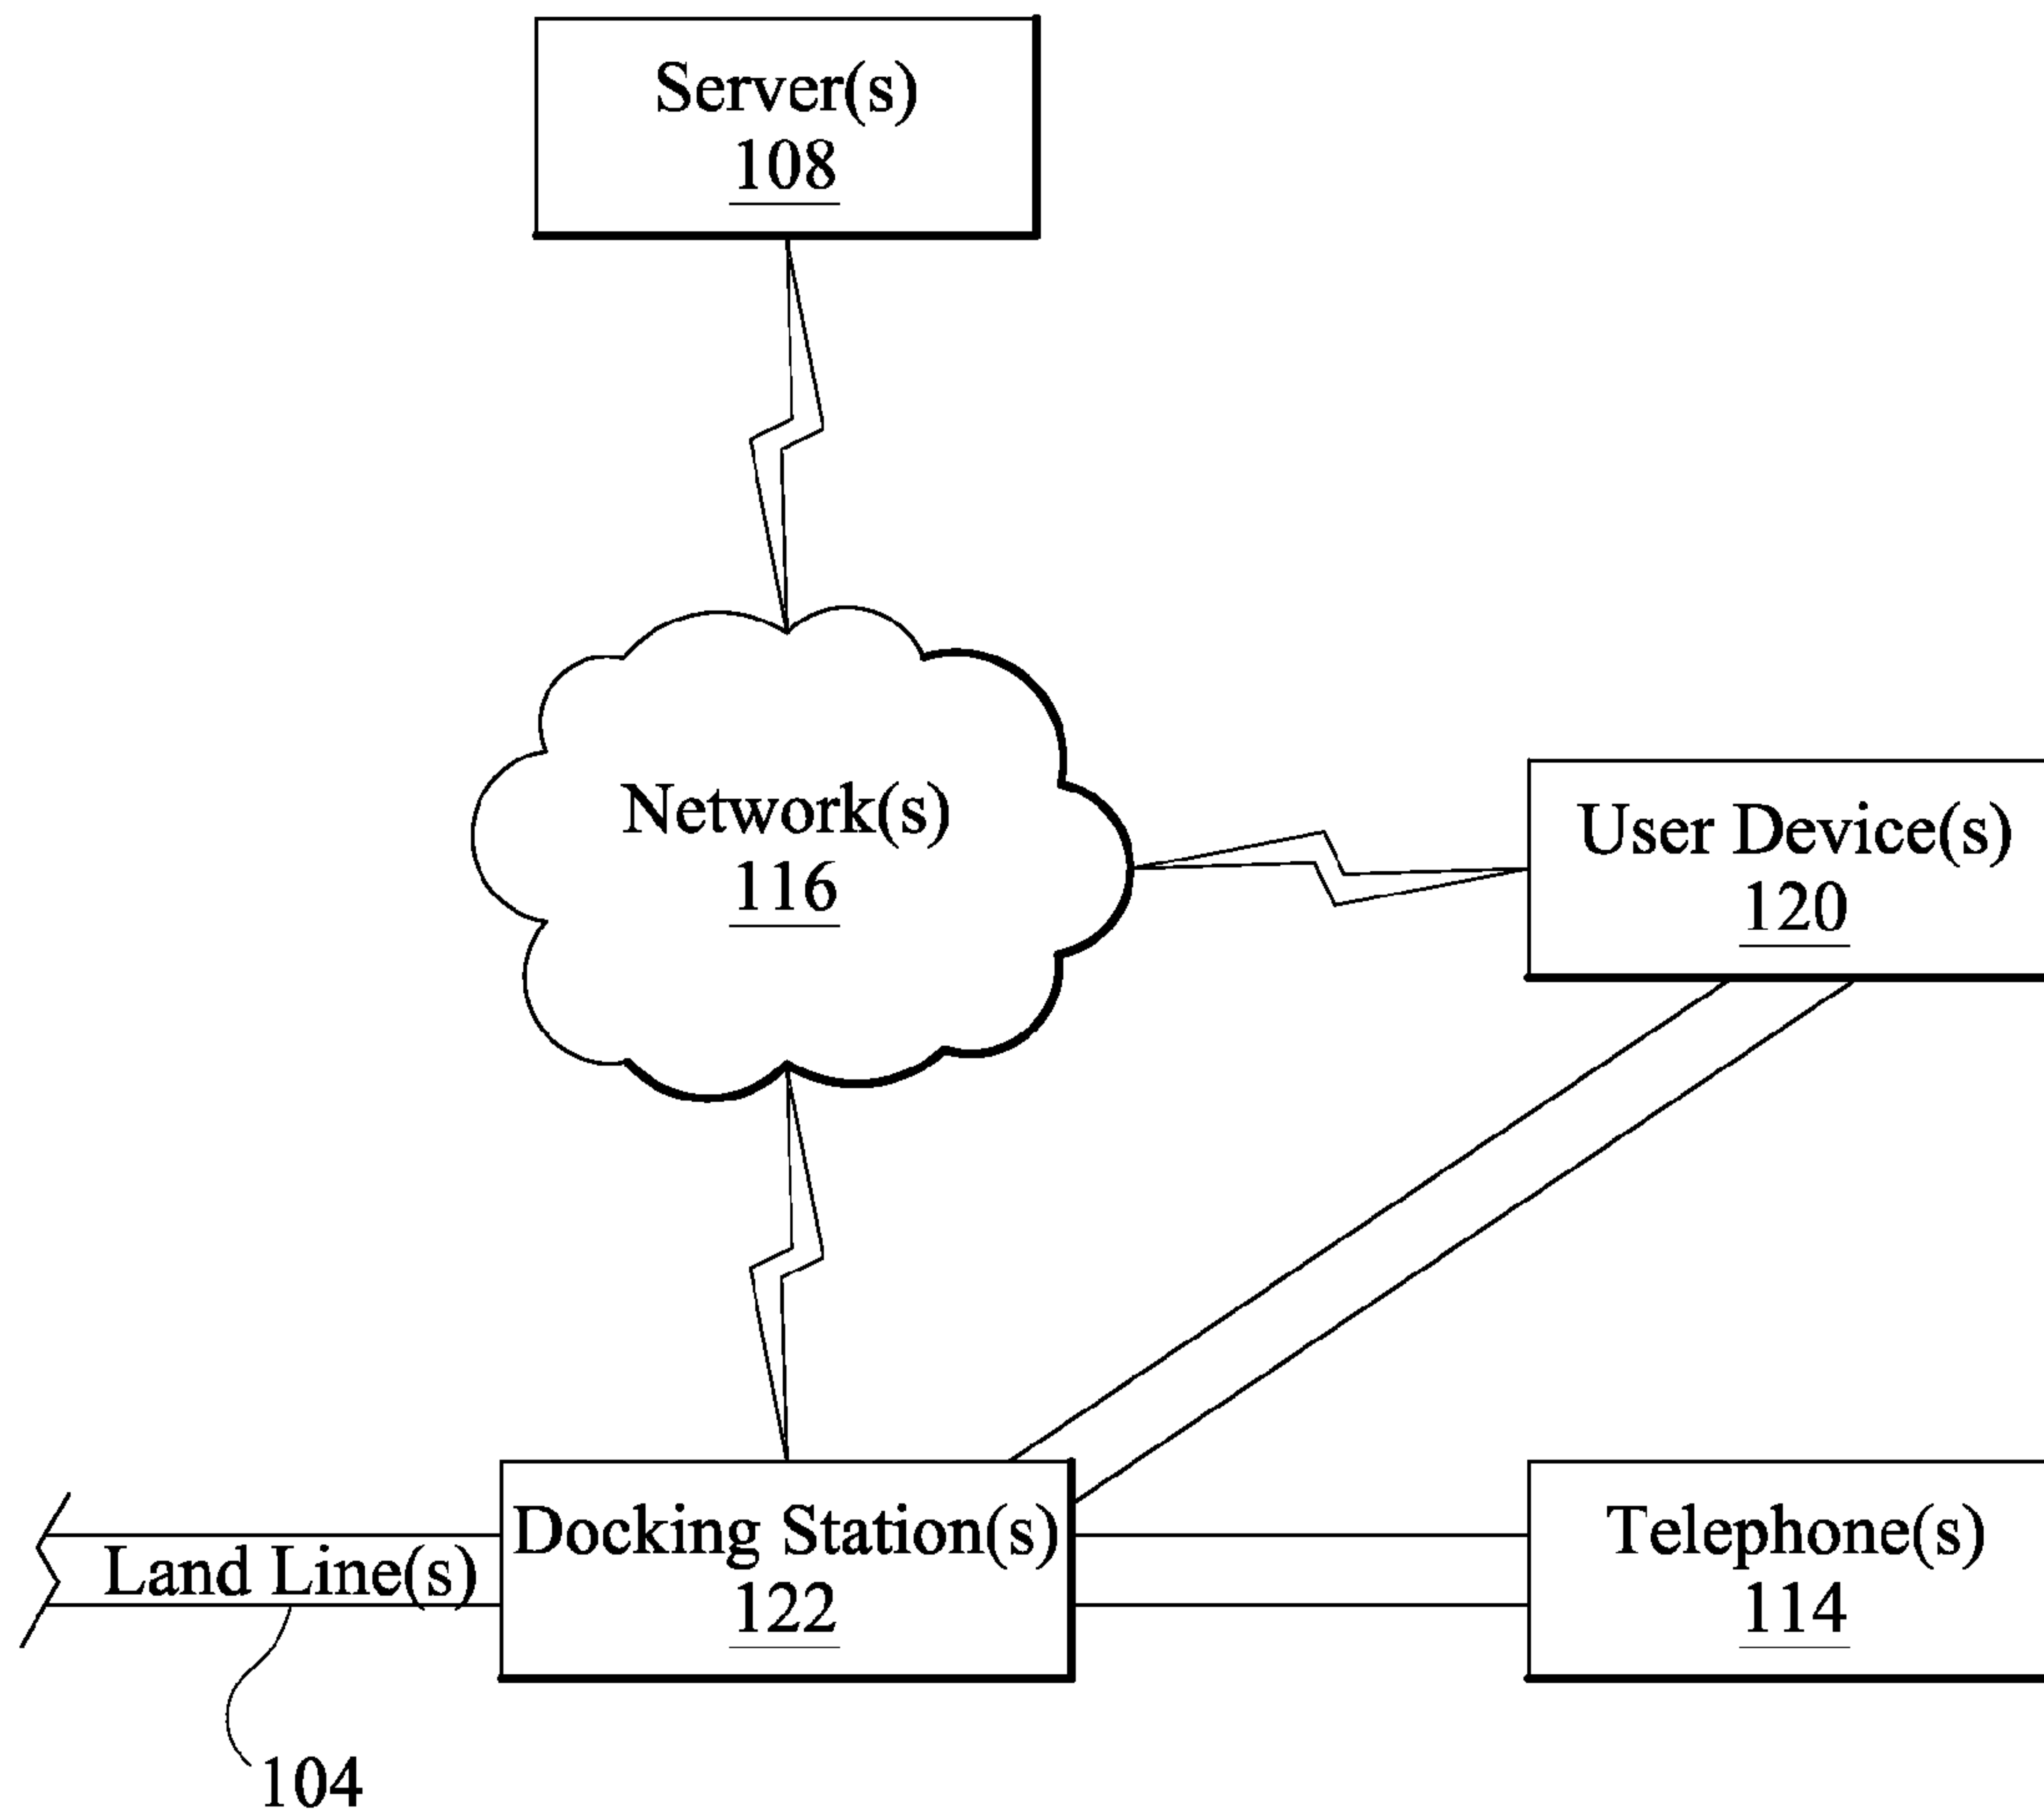 Server(s)
108
Network(s)
116
User Device(s)
120
Land Line(s)
Docking Station(s)
122
Telephone(s)
114
104